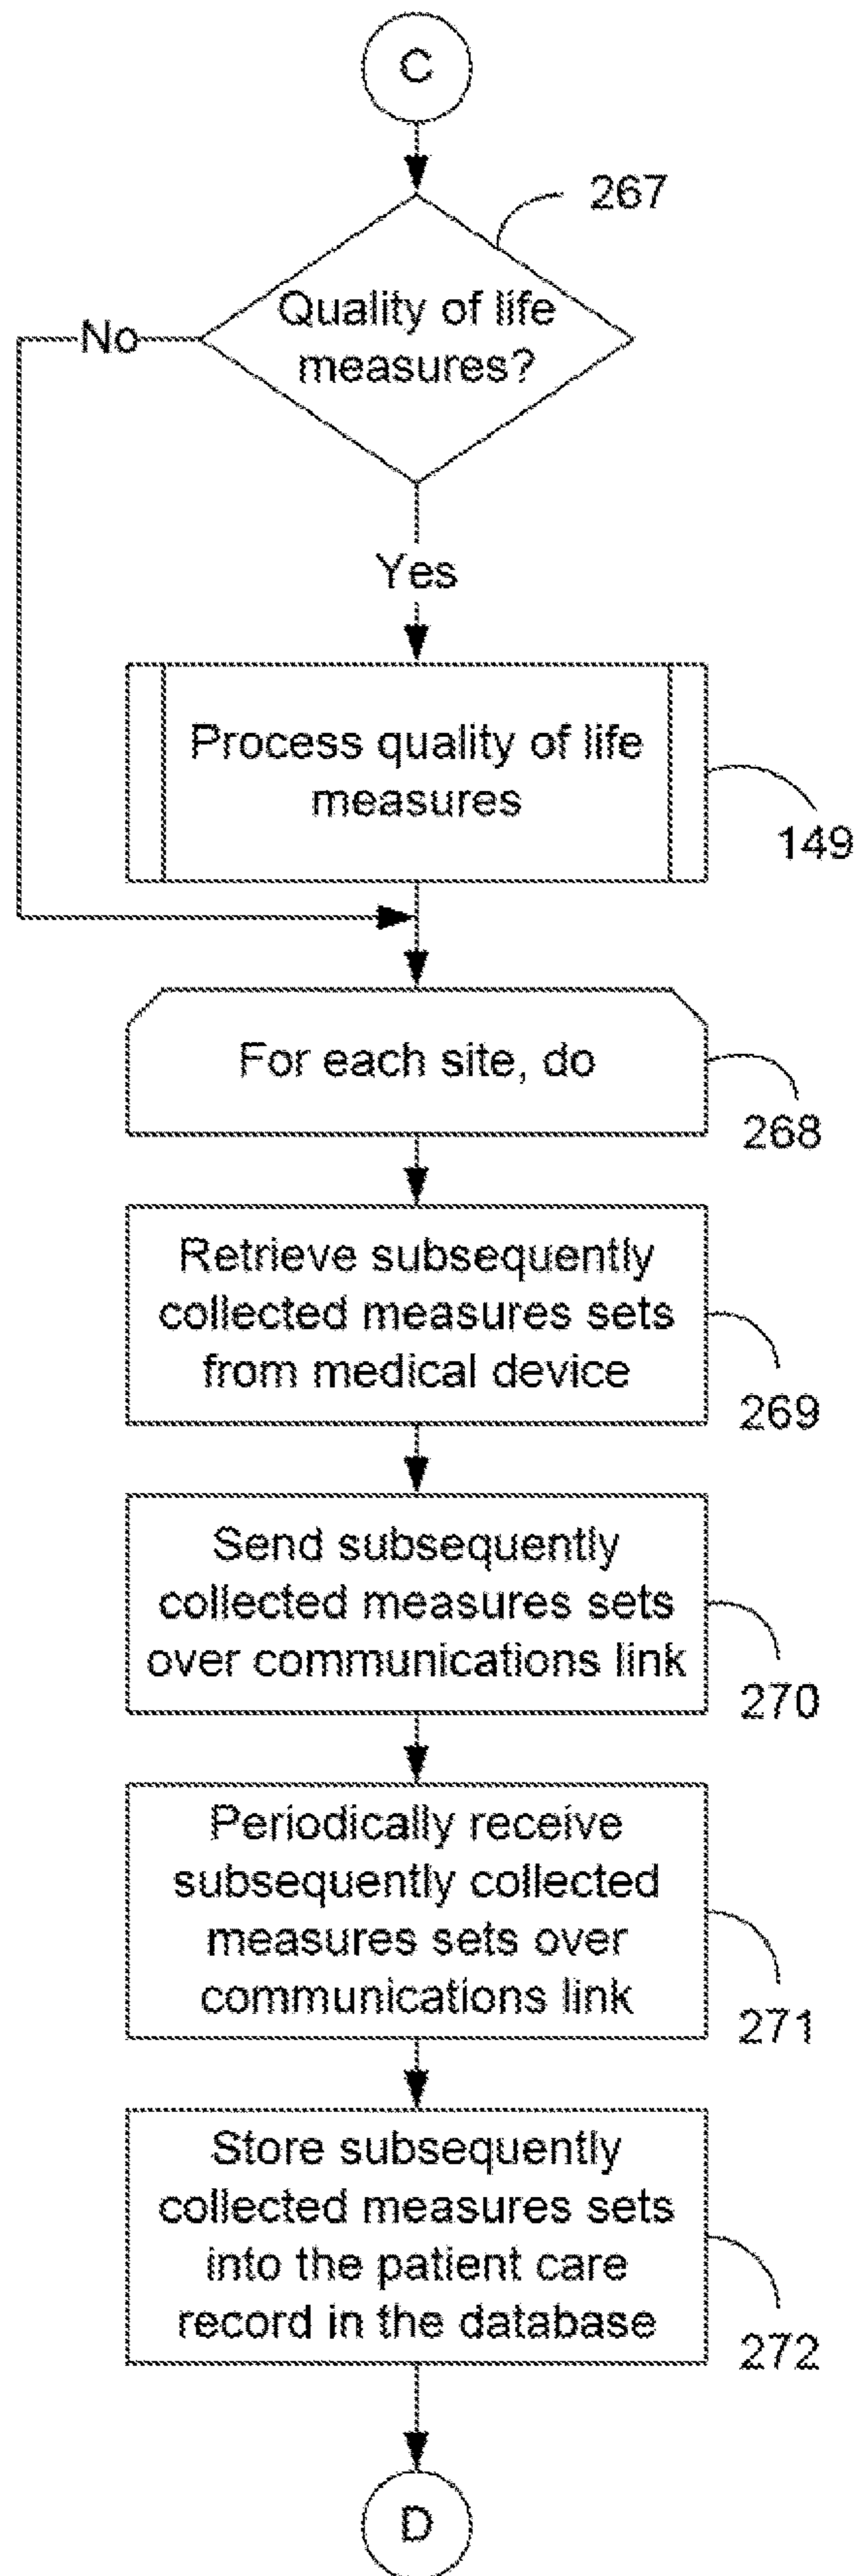 C
267
Quality of life
measures?
No
Yes
Process quality of life
measures
149
For each site, do
268
Retrieve subsequently
collected measures sets
from medical device
269
Send subsequently
collected measures sets
over communications link
270
Periodically receive
subsequently collected
measures sets over
communications link
271
Store subsequently
collected measures sets
into the patient care
record in the database
272
D